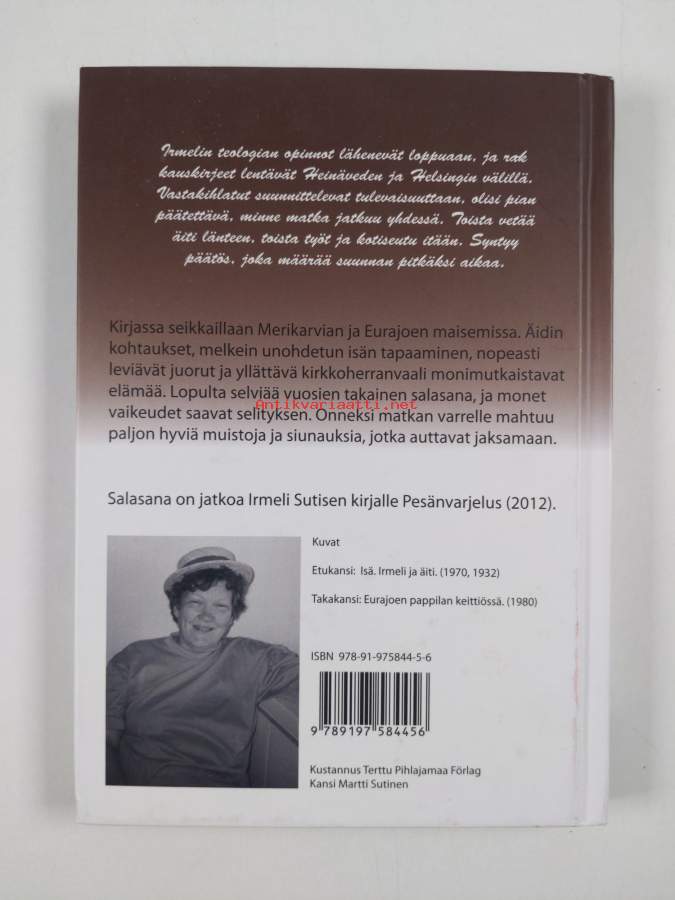 Irmelin teologian opinnot lähenevät loppuaan, ja rak
kauskirjeet lentävät Heinäveden ja Helsingin välillä.
Vastakihlatut suunnittelevat tulevaisuuttaan, olisi pian
päätettävä, minne matka jatkuu yhdessä. Toista vetää
äiti länteen, toista työt ja kotiseutu itään. Syntyy
päätös, joka määrää suunnan pitkäksi aikaa.
Kirjassa seikkaillaan Merikarvian ja Eurajoen maisemissa. Äidin
kohtaukset, melkein unohdetun isän tapaaminen, nopeasti
leviävät juorut ja yllättävä kirkkoherranvaali monimutkaistavat
elämää. Lopulta selviää vuosien takainen salasana, ja monet
Antikvariaatti.net
vaikeudet saavat selityksen. Onneksi matkan varrelle mahtuu
paljon hyviä muistoja ja siunauksia, jotka auttavat jaksamaan.
Salasana on jatkoa Irmeli Sutisen kirjalle Pesänvarjelus (2012).
Kuvat
Etukansi: Isä. Irmeli ja äiti. (1970, 1932)
Takakansi: Eurajoen pappilan keittiössä. (1980)
ISBN 978-91-975844-5-6
9 789197 584456
Kustannus Terttu Pihlajamaa Förlag
Kansi Martti Sutinen